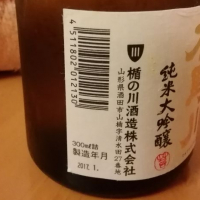 純米大吟醸
楯の川酒造株式会社
山形県酒田市山楯字清水田27番地
300ml詰
製造年月
2017. 1.
4511802012130